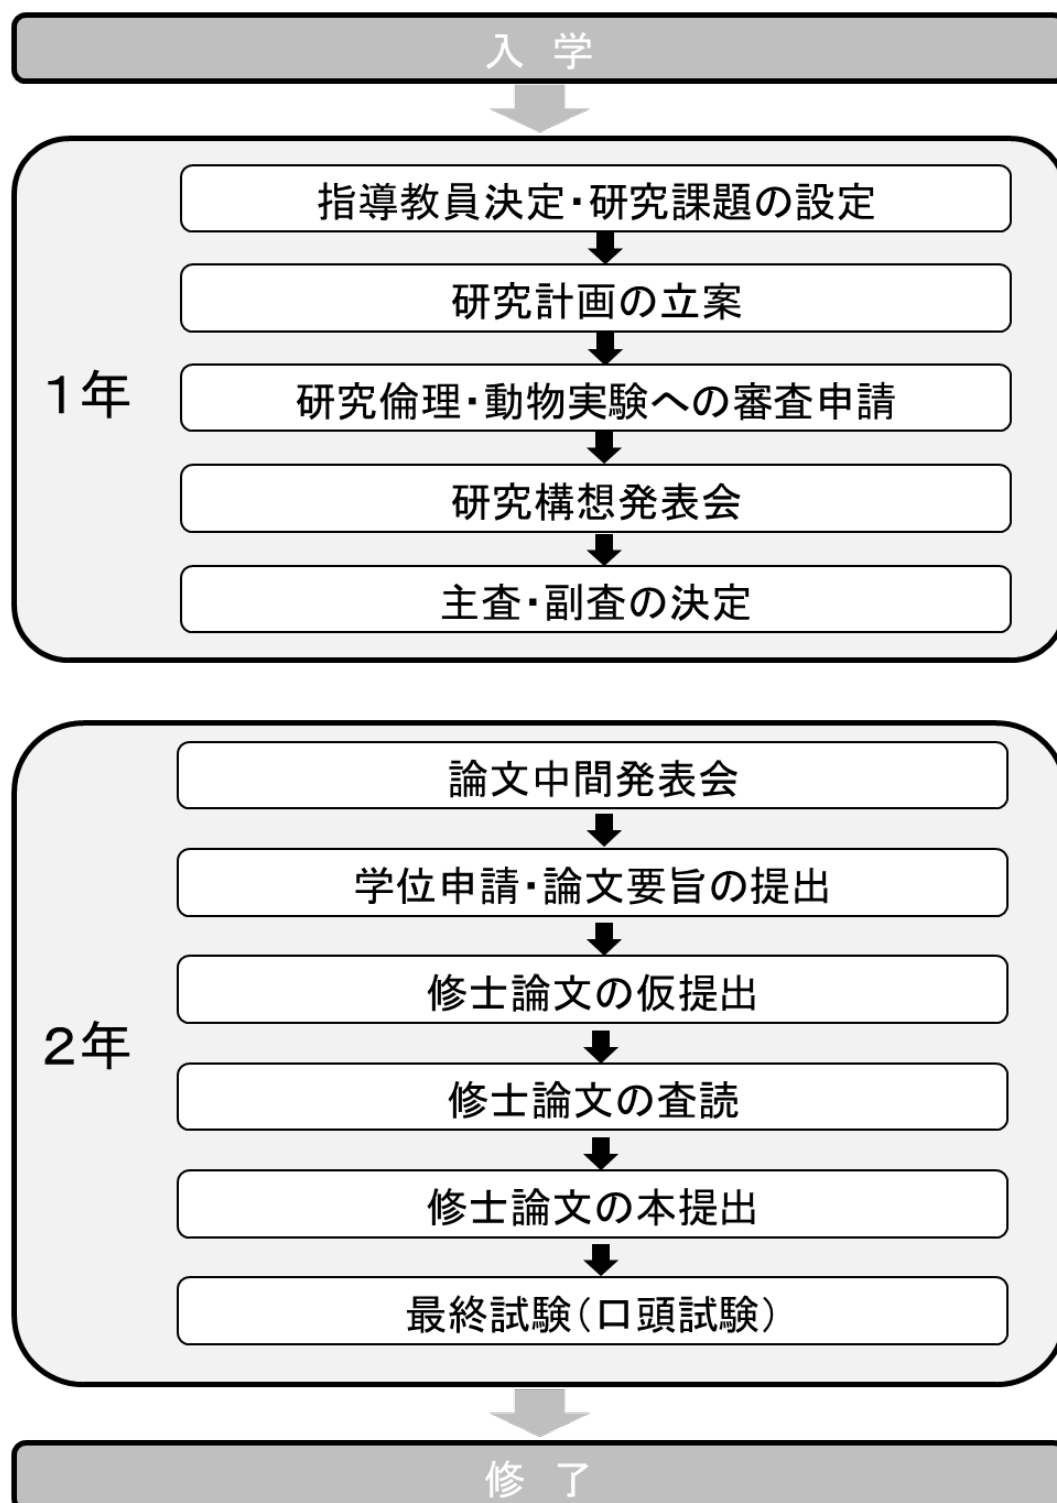 入 学
指導教員決定・研究課題の設定
研究計画の立案
1年
研究倫理・動物実験への審査申請
研究構想発表会
主査・副査の決定
論文中間発表会
学位申請・論文要旨の提出
修士論文の仮提出
2年
修士論文の査読
修士論文の本提出
最終試験(口頭試験)
修 了